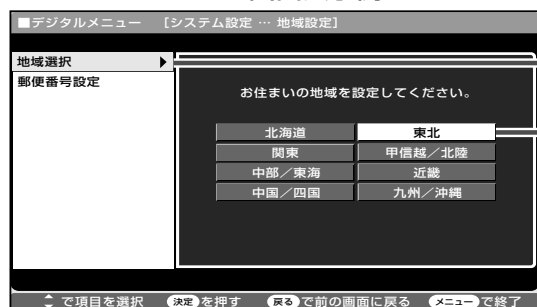 ■デジタルメニュー [システム設定 … 地域設定]
地域選択
郵便番号設定
お住まいの地域を設定してください。
北海道 東北
関東 甲信越／北陸
中部／東海 近畿
中国／四国 九州／沖縄
で項目を選択 決定を押す 戻るで前の画面に戻る メニューで終了